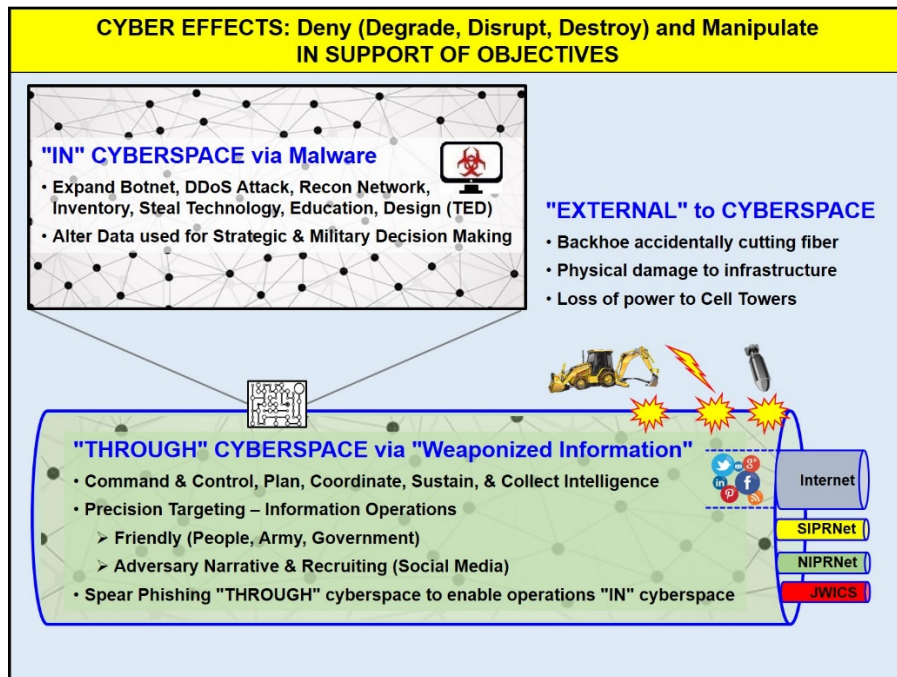 CYBER EFFECTS: Deny (Degrade, Disrupt, Destroy) and Manipulate
IN SUPPORT OF OBJECTIVES
"IN" CYBERSPACE via Malware
• Expand Botnet, DDoS Attack, Recon Network,
Inventory, Steal Technology, Education, Design (TED)
• Alter Data used for Strategic & Military Decision Making
"EXTERNAL" to CYBERSPACE
• Backhoe accidentally cutting fiber
• Physical damage to infrastructure
• Loss of power to Cell Towers
"THROUGH" CYBERSPACE via "Weaponized Information"
• Command & Control, Plan, Coordinate, Sustain, & Collect Intelligence
• Precision Targeting – Information Operations
➢ Friendly (People, Army, Government)
➢ Adversary Narrative & Recruiting (Social Media)
• Spear Phishing "THROUGH" cyberspace to enable operations "IN" cyberspace
Internet
SIPRNet
NIPRNet
JWICS